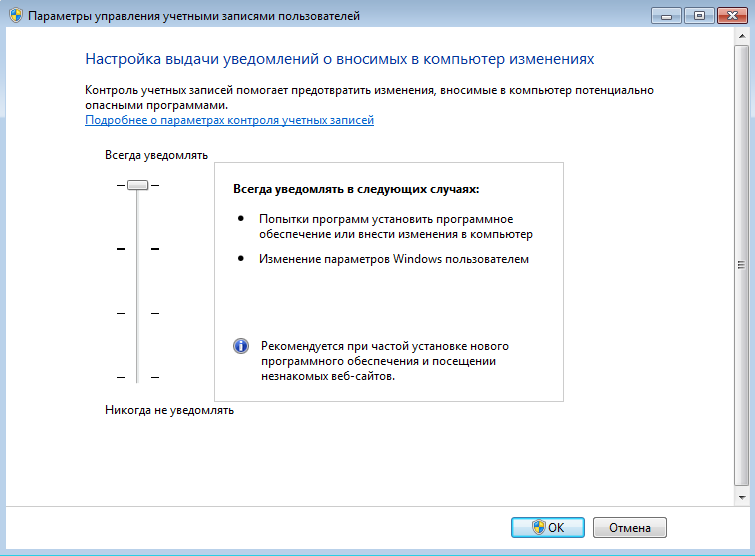 Параметры управления учетными записями пользователей
Настройка выдачи уведомлений о вносимых в компьютер изменениях
Контроль учетных записей помогает предотвратить изменения, вносимые в компьютер потенциально
опасными программами.
Подробнее о параметрах контроля учетных записей
Всегда уведомлять
Всегда уведомлять в следующих случаях:
Попытки программ установить программное
обеспечение или внести изменения в компьютер
Изменение параметров Windows пользователем
Рекомендуется при частой установке нового
программного обеспечения и посещении
незнакомых веб-сайтов.
Никогда не уведомлять
ОК
Отмена